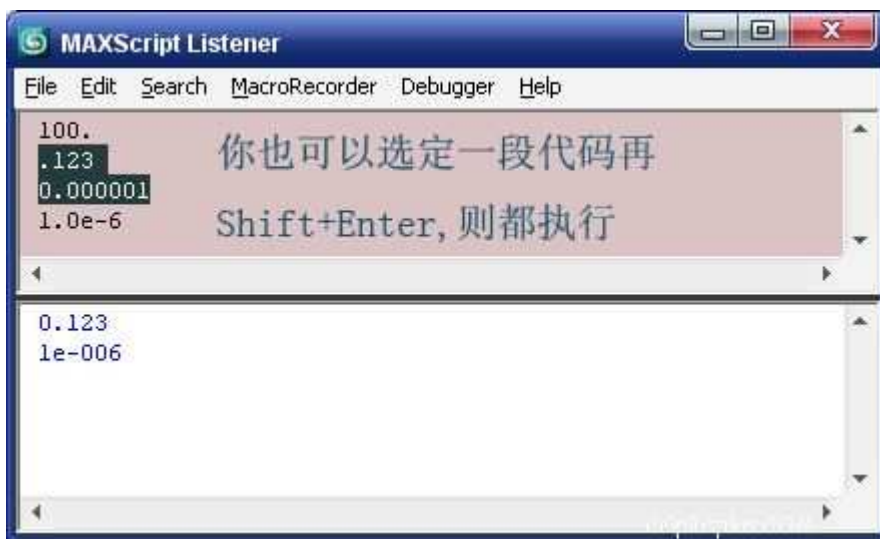 MAXScript Listener
File Edit Search MacroRecorder Debugger Help
100.
.123
0.000001
1.0e-6
你也可以选定一段代码再
Shift+Enter,则都执行
0.123
1e-006